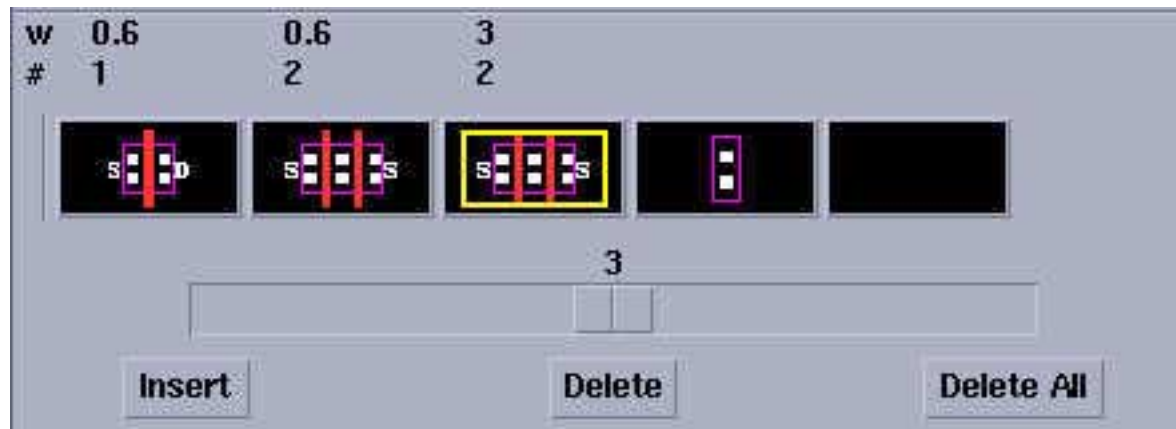 w 0.6 0.6 3
# 1 2 2
S D S S S S
3
Insert Delete Delete All